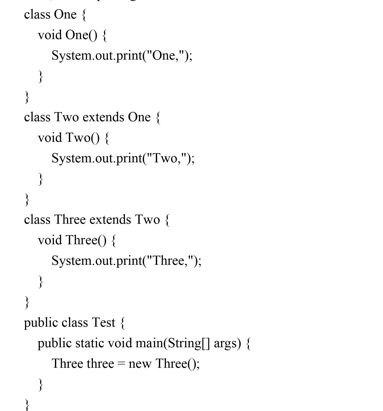 class One {
void One() {
System.out.print("One,");
}
}
class Two extends One {
void Two() {
System.out.print("Two,");
}
}
class Three extends Two {
void Three() {
System.out.print("Three,");
}
}
public class Test {
public static void main(String[] args) {
Three three = new Three();
}
}